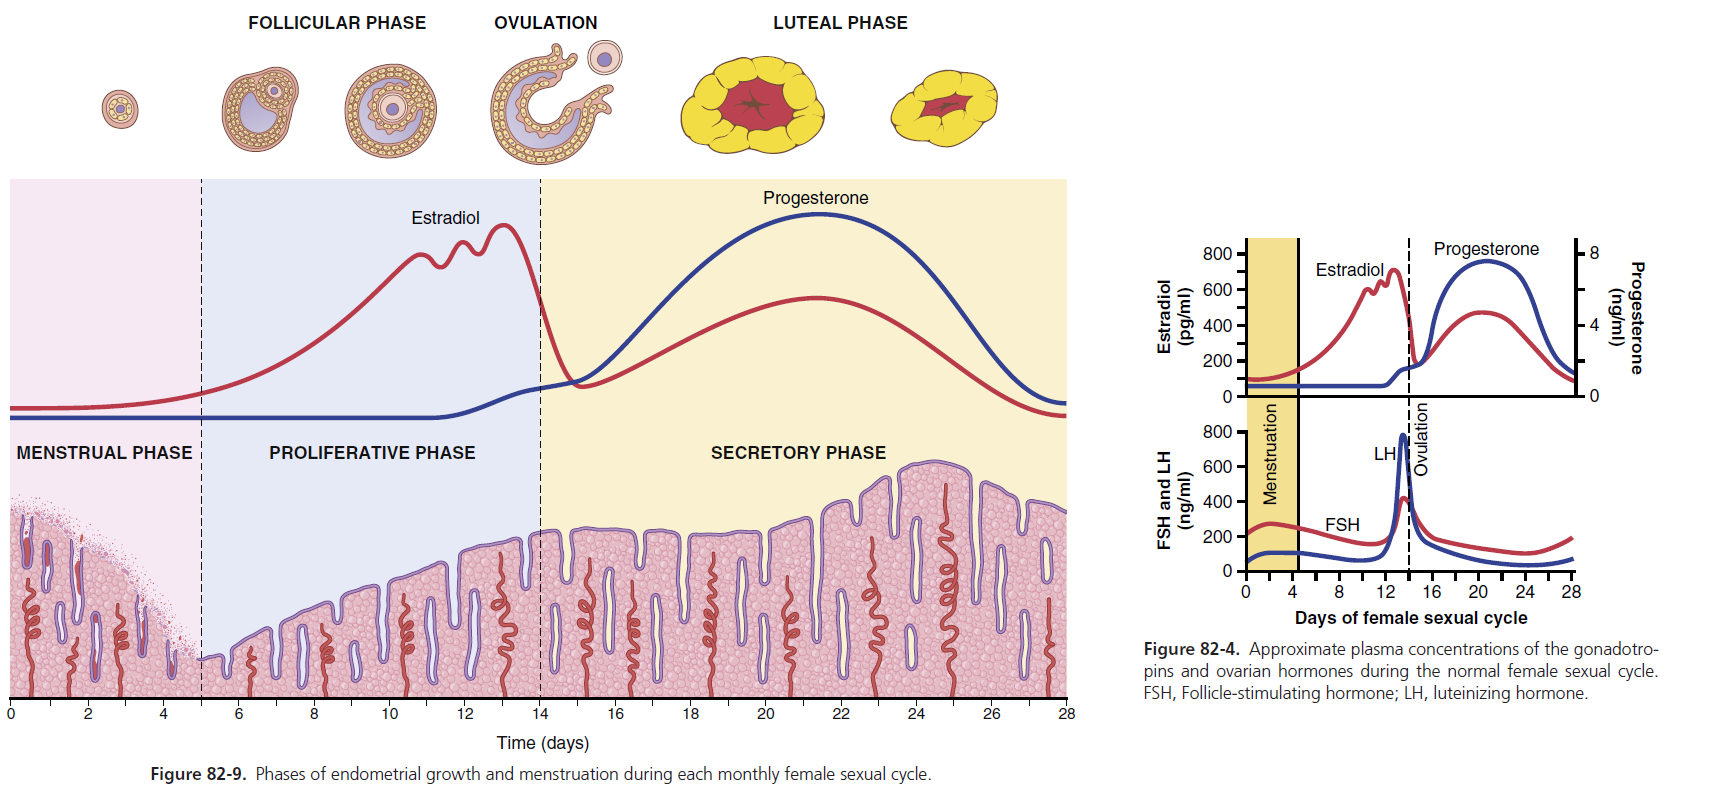 FOLLICULAR PHASE
OVULATION
LUTEAL PHASE
Estradiol
Progesterone
MENSTRUAL PHASE
PROLIFERATIVE PHASE
SECRETORY PHASE
0 2 4 6 8 10 12 14 16 18 20 22 24 26 28
Time (days)
Figure 82-9. Phases of endometrial growth and menstruation during each monthly female sexual cycle.
Estradiol
(pg/ml)
800
600
400
200
0
Estradiol
Progesterone
8
4
0
Progesterone
(ng/ml)
FSH and LH
(ng/ml)
800
600
400
200
0
Menstruation
FSH
LH
Ovulation
0 4 8 12 16 20 24 28
Days of female sexual cycle
Figure 82-4. Approximate plasma concentrations of the gonadotro-
pins and ovarian hormones during the normal female sexual cycle.
FSH, Follicle-stimulating hormone; LH, luteinizing hormone.